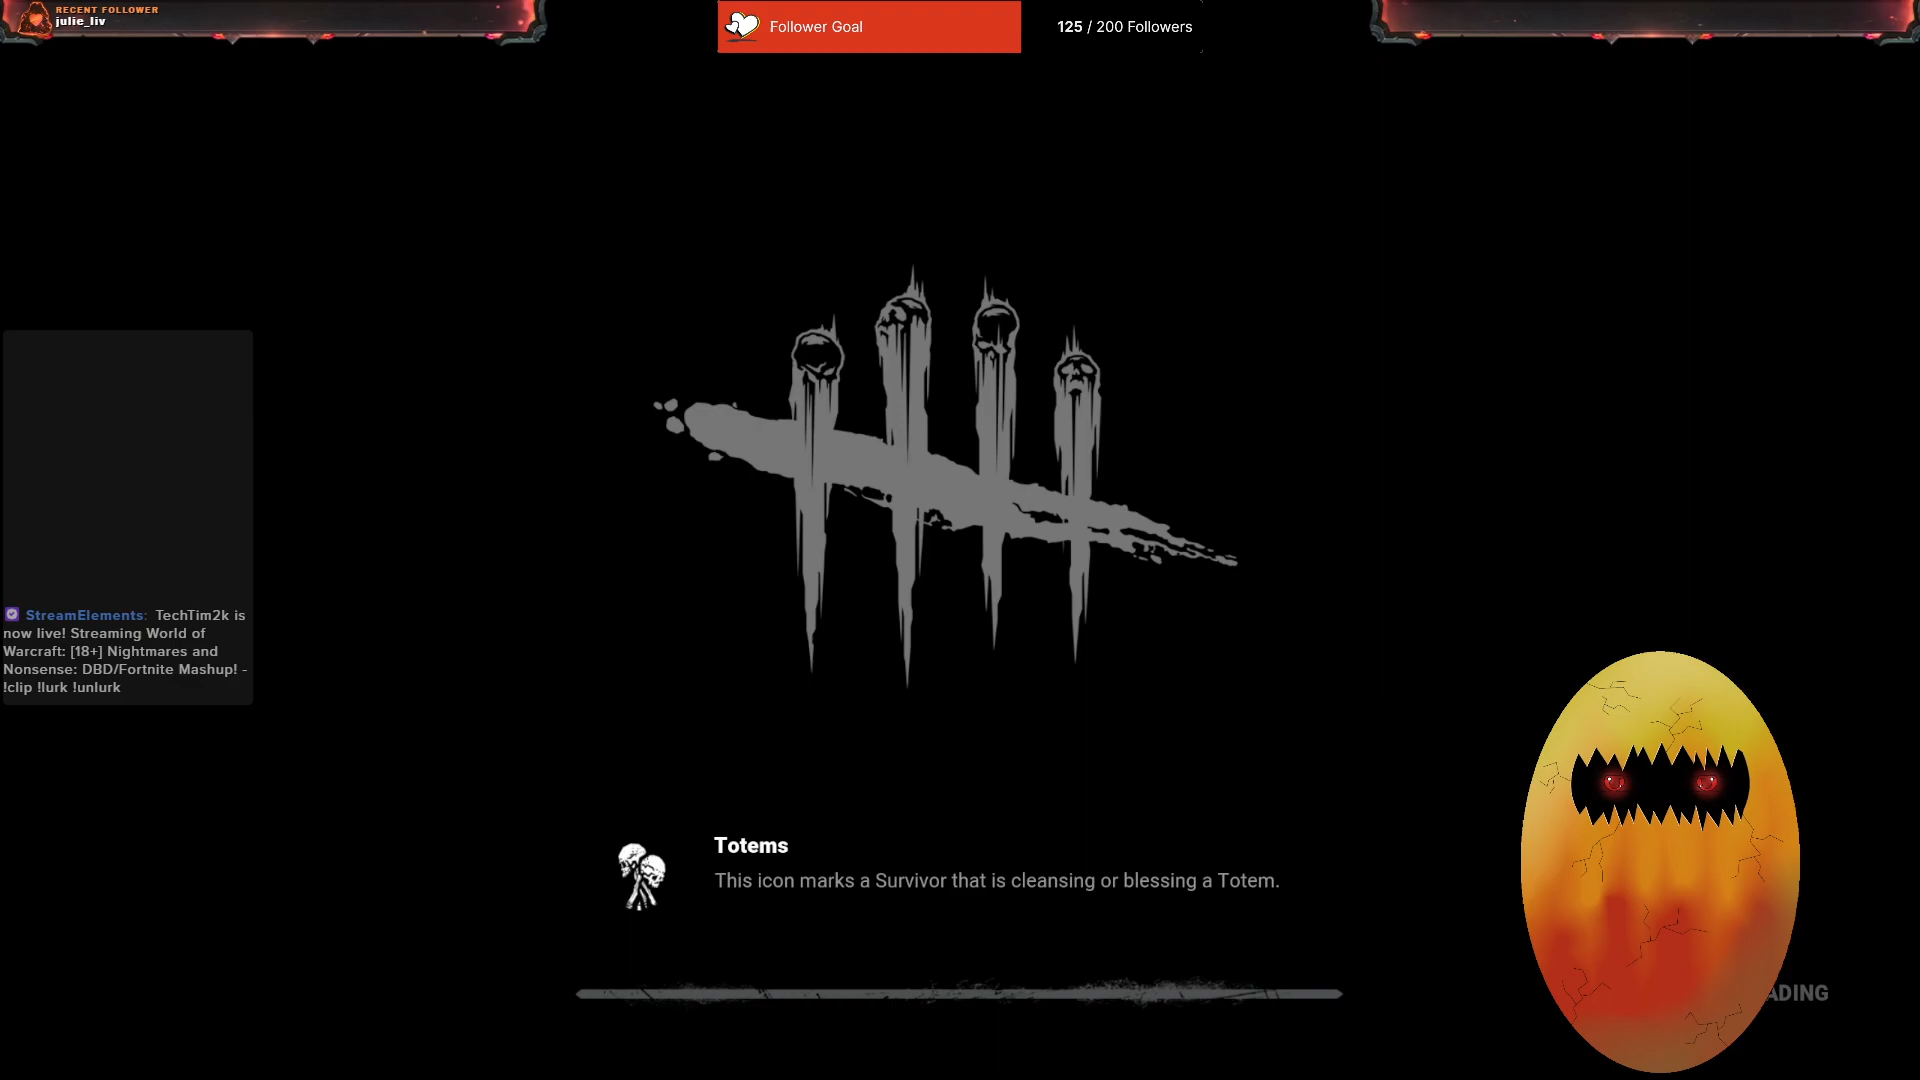 RECENT FOLLOWER
julie_liv
Follower Goal
125 / 200 Followers
StreamElements: TechTim2k is
now live! Streaming World of
Warcraft: [18+] Nightmares and
Nonsense: DBD/Fortnite Mashup! -
!clip !lurk !unlurk
Totems
This icon marks a Survivor that is cleansing or blessing a Totem.
ADING